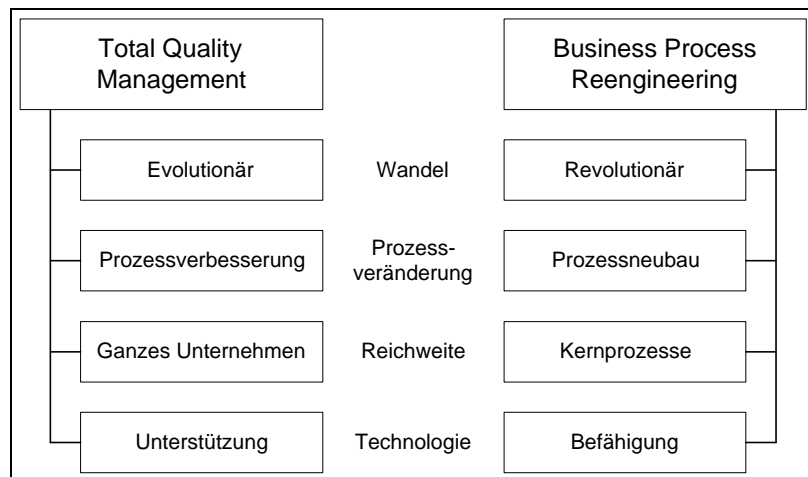 Total Quality
Management
Business Process
Reengineering
Evolutionär
Wandel
Revolutionär
Prozessverbesserung
Prozess-
veränderung
Prozessneubau
Ganzes Unternehmen
Reichweite
Kernprozesse
Unterstützung
Technologie
Befähigung